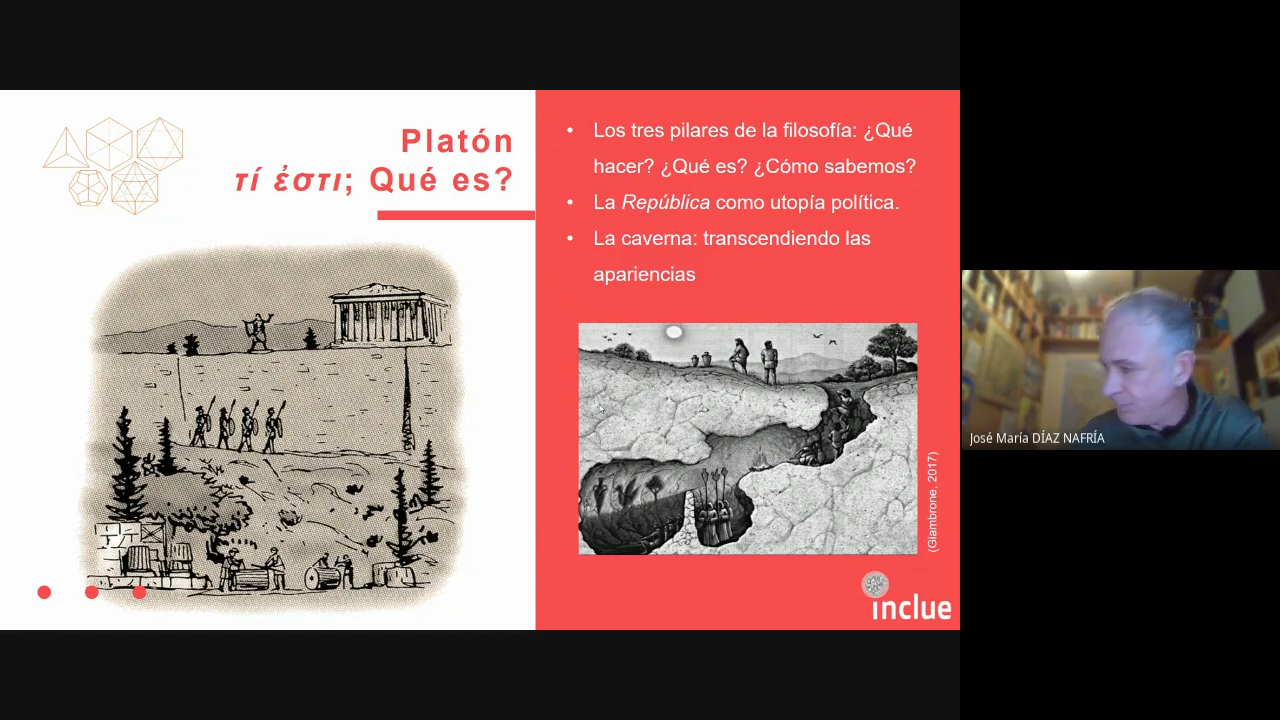 Platón
τί ἐστι; Qué es?
• Los tres pilares de la filosofía: ¿Qué
hacer? ¿Qué es? ¿Cómo sabemos?
• La República como utopía política.
• La caverna: transcendiendo las
apariencias
(Giambrone, 2017)
inclue
José María DÍAZ NAFRÍA